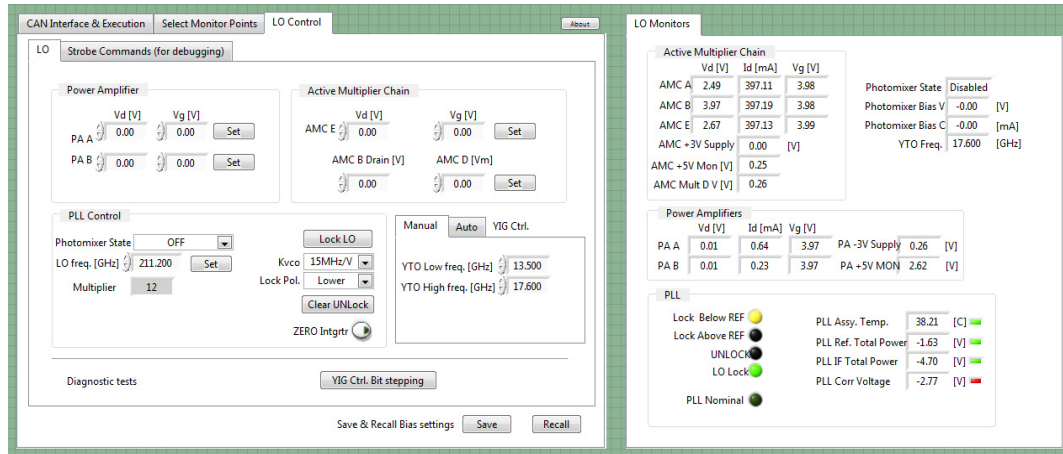 CAN Interface & Execution Select Monitor Points LO Control About
LO Strobe Commands (for debugging)
Power Amplifier
Vd [V] Vg [V]
PA A 0.00 0.00 Set
PA B 0.00 0.00 Set
Active Multiplier Chain
Vd [V] Vg [V]
AMC E 0.00 0.00 Set
AMC B Drain [V] AMC D [Vm]
0.00 0.00 Set
PLL Control
Photomixer State OFF Lock LO
LO freq. [GHz] 211.200 Set Kvco 15MHz/V
Multiplier 12 Lock Pol. Lower
Clear UNLock
ZERO Intgrtr
Manual Auto YIG Ctrl.
YTO Low freq. [GHz] 13.500
YTO High freq. [GHz] 17.600
Diagnostic tests YIG Ctrl. Bit stepping
Save & Recall Bias settings Save Recall
LO Monitors
Active Multiplier Chain
Vd [V] Id [mA] Vg [V]
AMC A 2.49 397.11 3.98
AMC B 3.97 397.19 3.98
AMC E 2.67 397.13 3.99
AMC +3V Supply 0.00 [V]
AMC +5V Mon [V] 0.25
AMC Mult D V [V] 0.26
Photomixer State Disabled
Photomixer Bias V -0.00 [V]
Photomixer Bias C -0.00 [mA]
YTO Freq. 17.600 [GHz]
Power Amplifiers
Vd [V] Id [mA] Vg [V]
PA A 0.01 0.64 3.97 PA -3V Supply 0.26 [V]
PA B 0.01 0.23 3.97 PA +5V MON 2.62 [V]
PLL
Lock Below REF
Lock Above REF
UNLOCK
LO Lock
PLL Nominal
PLL Assy. Temp. 38.21 [C]
PLL Ref. Total Power -1.63 [V]
PLL IF Total Power -4.70 [V]
PLL Corr Voltage -2.77 [V]